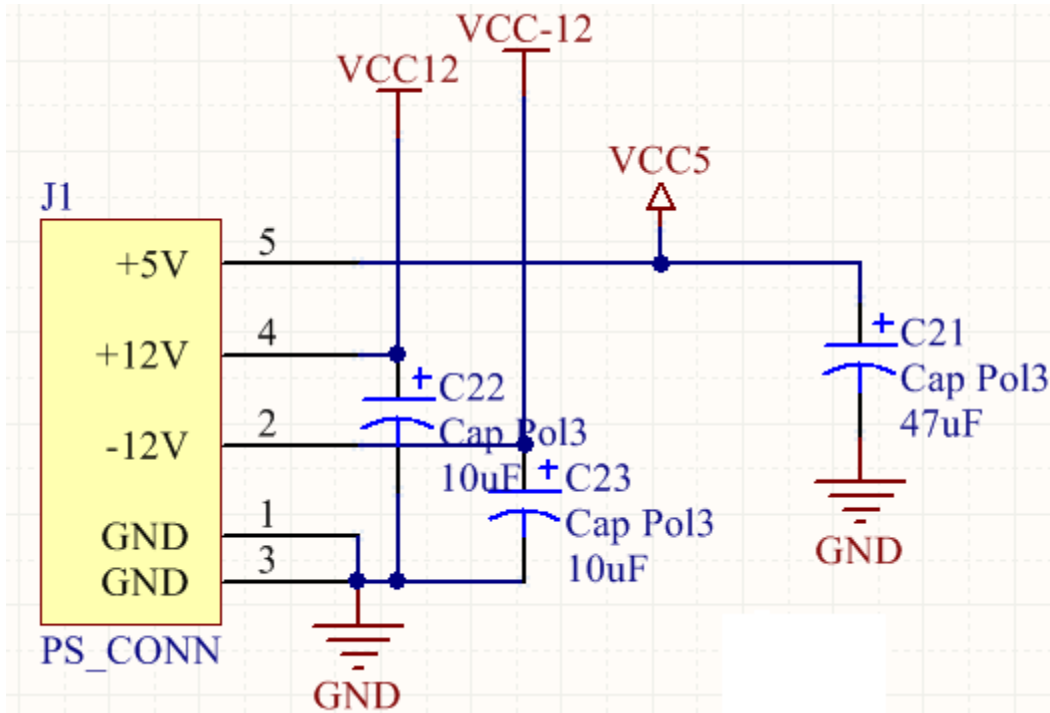 VCC-12
VCC12
VCC5
J1
+5V 5
+12V 4
-12V 2
GND 1
GND 3
PS_CONN
+ C22
Cap Pol3
10uF
+ C23
Cap Pol3
10uF
+ C21
Cap Pol3
47uF
GND
GND